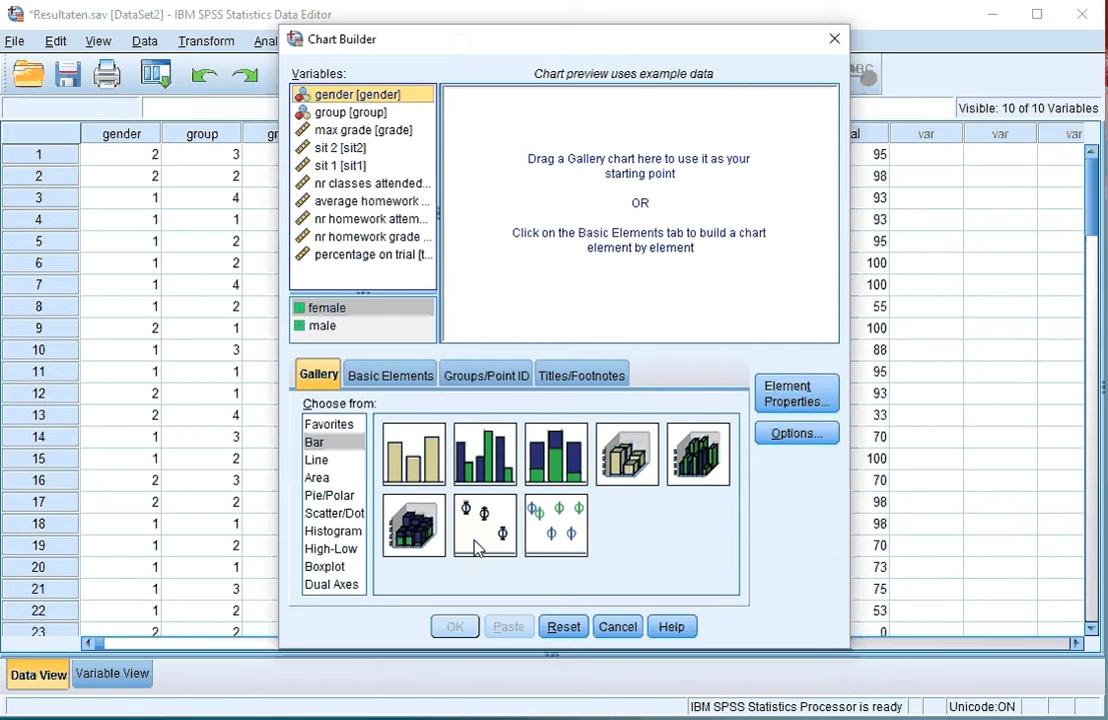 *Resultaten.sav [DataSet2] - IBM SPSS Statistics Data Editor
File Edit View Data Transform Anal
Visible: 10 of 10 Variables
gender group gr al var var var
1 2 3 95
2 2 2 98
3 1 4 93
4 1 1 93
5 1 2 95
6 1 2 100
7 1 4 100
8 1 2 55
9 2 1 100
10 1 3 88
11 1 1 95
12 2 1 93
13 2 4 33
14 1 3 70
15 1 2 100
16 2 3 70
17 2 2 98
18 1 1 98
19 1 2 70
20 1 2 73
21 1 3 75
22 1 2 53
23 2 2 0
Data View Variable View
IBM SPSS Statistics Processor is ready Unicode:ON
Chart Builder
Variables:
gender [gender]
group [group]
max grade [grade]
sit 2 [sit2]
sit 1 [sit1]
nr classes attended...
average homework ...
nr homework attem...
nr homework grade ...
percentage on trial [t...
female
male
Chart preview uses example data
Drag a Gallery chart here to use it as your
starting point
OR
Click on the Basic Elements tab to build a chart
element by element
Gallery Basic Elements Groups/Point ID Titles/Footnotes
Choose from:
Favorites
Bar
Line
Area
Pie/Polar
Scatter/Dot
Histogram
High-Low
Boxplot
Dual Axes
Element
Properties...
Options...
OK Paste Reset Cancel Help